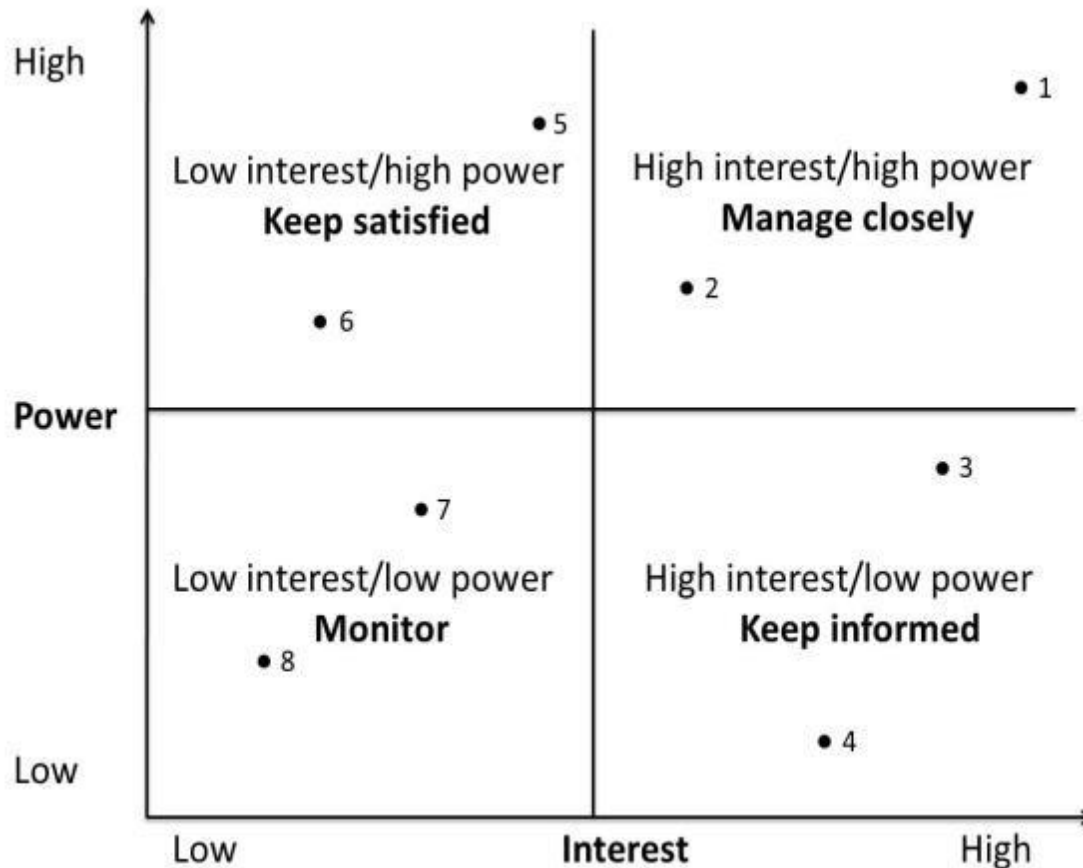 High
1
5
Low interest/high power
Keep satisfied
High interest/high power
Manage closely
2
6
Power
3
7
Low interest/low power
Monitor
High interest/low power
Keep informed
8
4
Low
Low
Interest
High